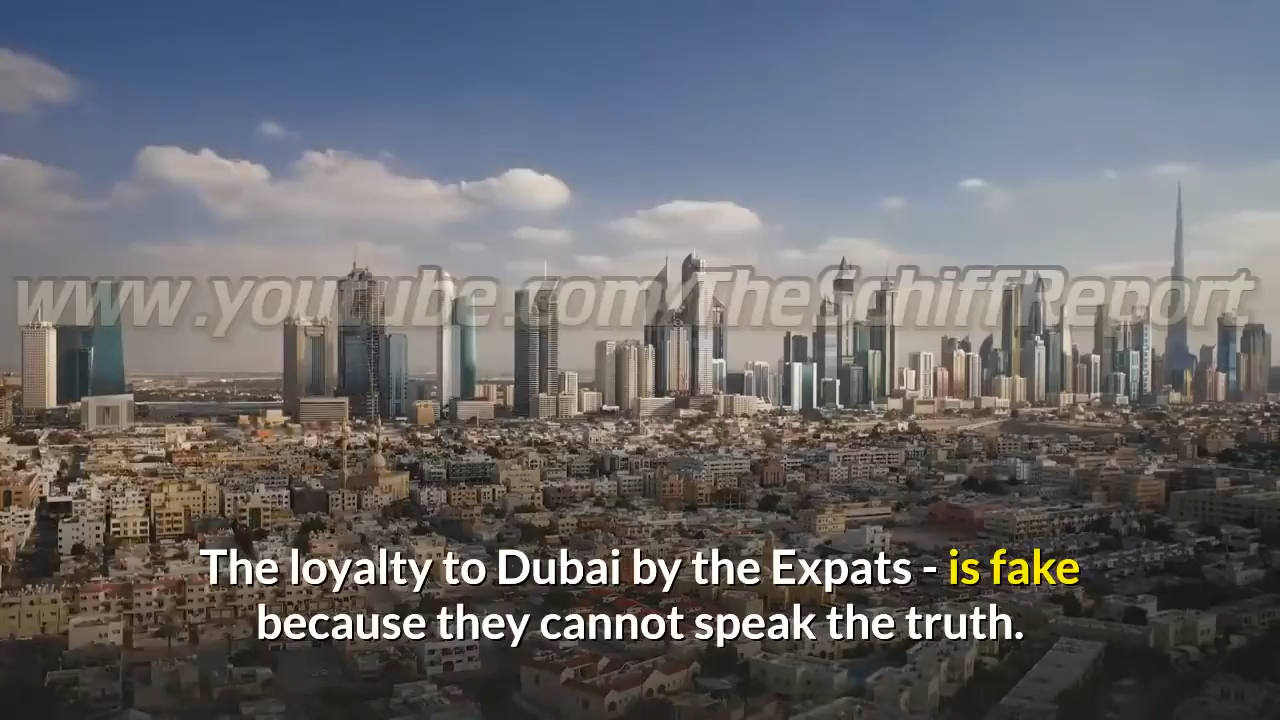 www.youtube.com/TheSchiffReport
The loyalty to Dubai by the Expats - is fake
because they cannot speak the truth.